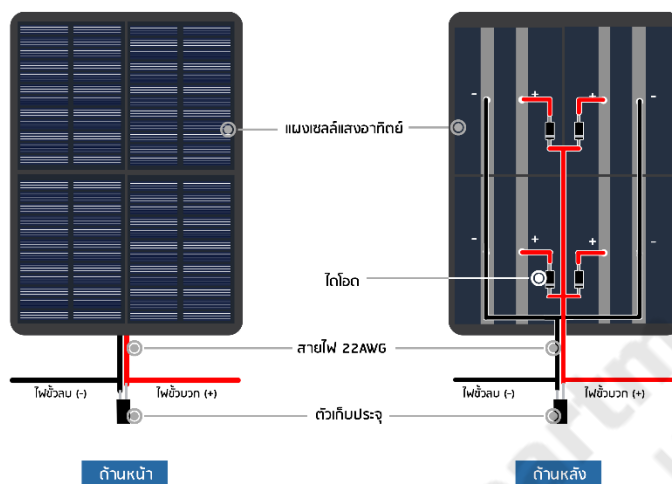 แผงเซลล์แสงอาทิตย์
- + + -
- + + -
ไดโอด
สายไฟ 22AWG
ไฟขั้วลบ (-) ไฟขั้วบวก (+) ไฟขั้วลบ (-) ไฟขั้วบวก (+)
ตัวเก็บประจุ
ด้านหน้า ด้านหลัง